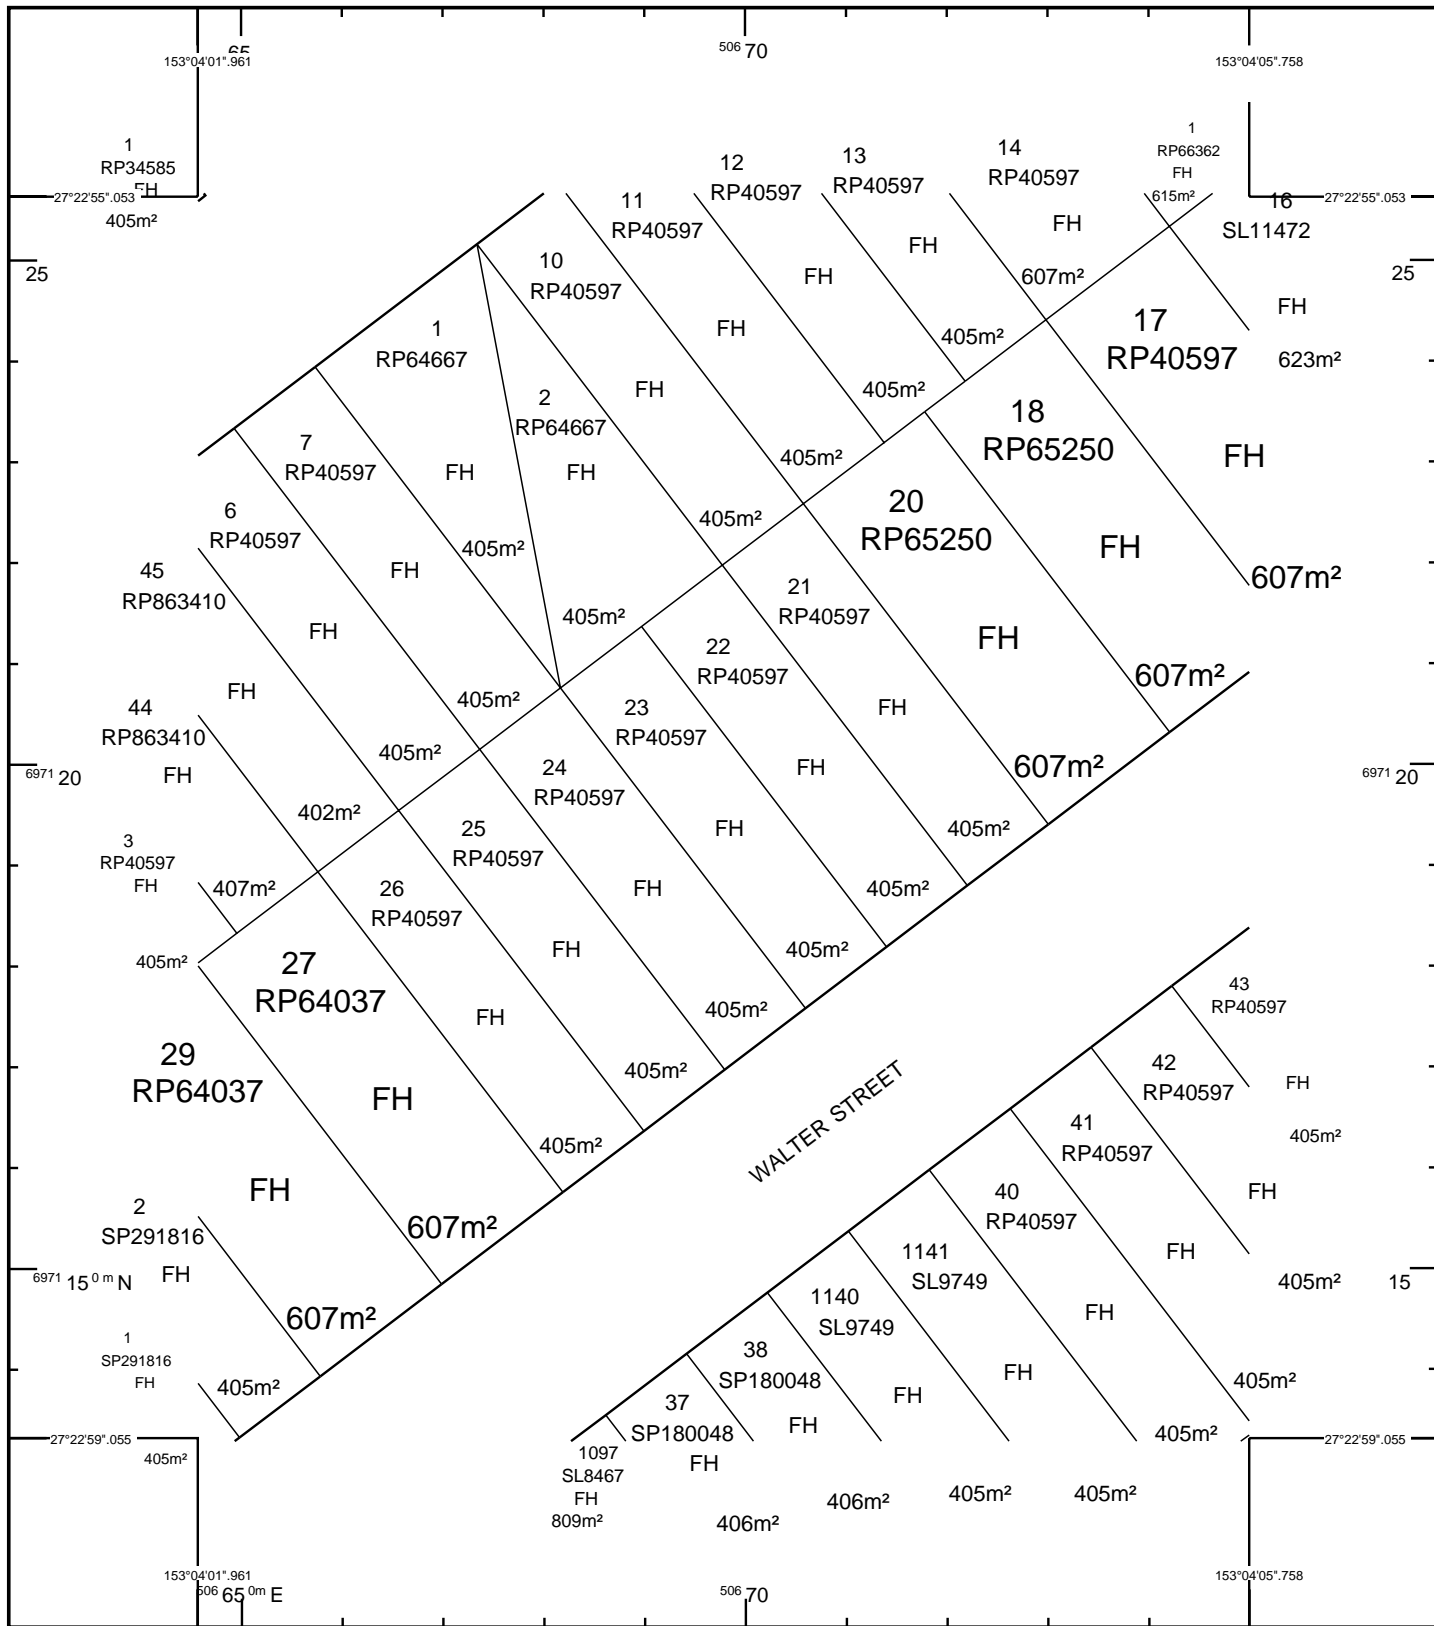 65
506 70
153°04'01".961
153°04'05".758
1
RP34585
FH
27°22'55".053
405m²
12
RP40597
13
RP40597
14
RP40597
FH
607m²
1
RP66362
FH
615m²
27°22'55".053
16
SL11472
FH
623m²
11
RP40597
FH
405m²
FH
405m²
FH
405m²
25
25
10
RP40597
FH
405m²
17
RP40597
FH
607m²
1
RP64667
FH
405m²
2
RP64667
FH
405m²
18
RP65250
FH
607m²
7
RP40597
FH
405m²
20
RP65250
FH
607m²
6
RP40597
FH
405m²
45
RP863410
FH
402m²
21
RP40597
FH
405m²
22
RP40597
FH
405m²
44
RP863410
FH
407m²
23
RP40597
FH
405m²
6971 20
6971 20
24
RP40597
FH
405m²
3
RP40597
FH
405m²
25
RP40597
FH
405m²
26
RP40597
FH
405m²
27
RP64037
FH
607m²
29
RP64037
FH
607m²
43
RP40597
FH
405m²
42
RP40597
FH
405m²
WALTER STREET
41
RP40597
FH
405m²
40
RP40597
FH
405m²
2
SP291816
FH
405m²
1141
SL9749
FH
405m²
6971 15 0 m N
15
1140
SL9749
FH
405m²
1
SP291816
FH
405m²
38
SP180048
FH
406m²
37
SP180048
FH
406m²
27°22'59".055
27°22'59".055
1097
SL8467
FH
809m²
153°04'01".961
153°04'05".758
506 65 0m E
506 70